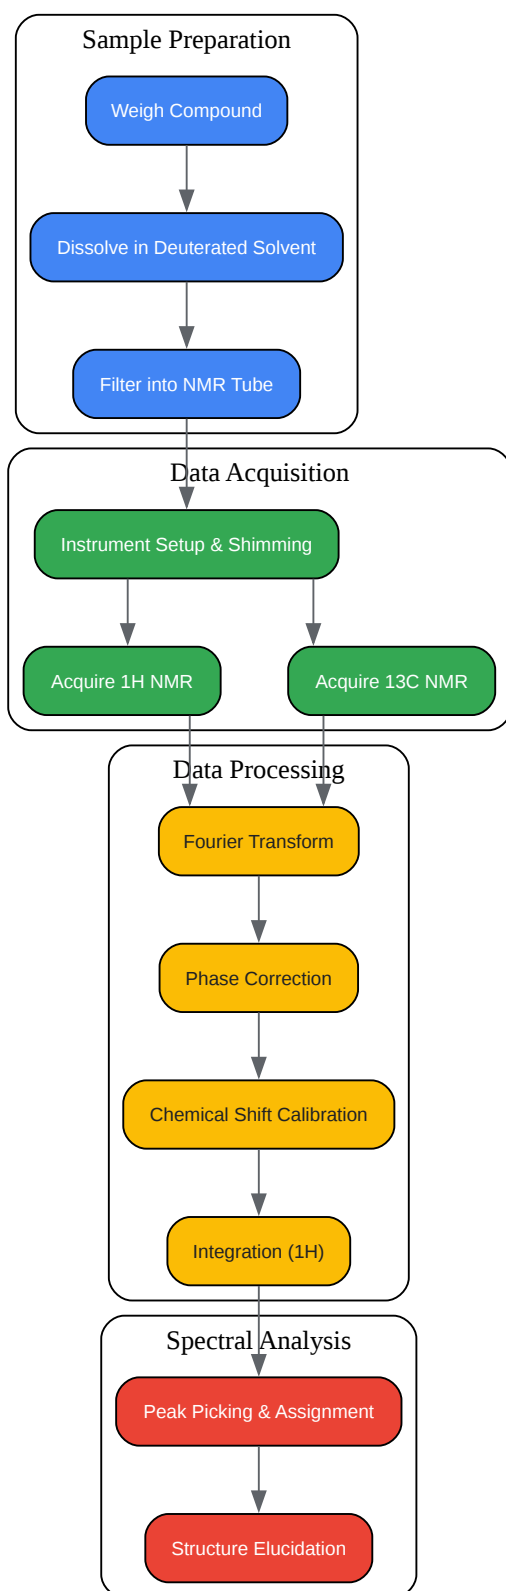 Sample Preparation
Weigh Compound
Dissolve in Deuterated Solvent
Filter into NMR Tube
Data Acquisition
Instrument Setup & Shimming
Acquire 1H NMR
Acquire 13C NMR
Data Processing
Fourier Transform
Phase Correction
Chemical Shift Calibration
Integration (1H)
Spectral Analysis
Peak Picking & Assignment
Structure Elucidation